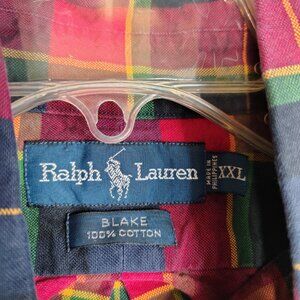 Ralph Lauren
MADE IN
PHILIPPINES
XXL
BLAKE
100% COTTON